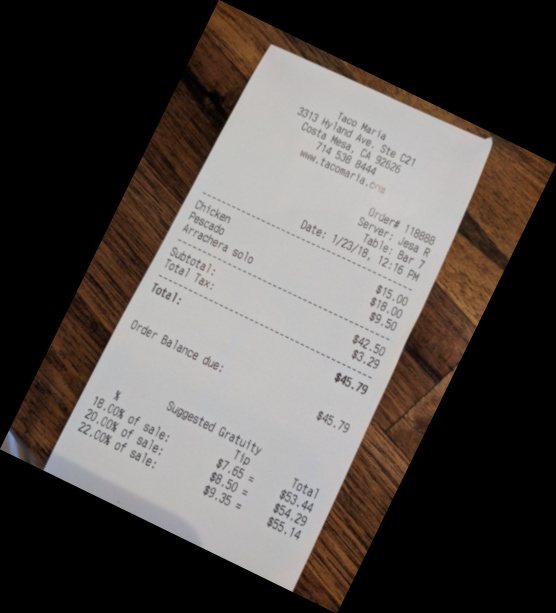 Taco Maria
3313 Hyland Ave. Ste C21
Costa Mesa, CA 92626
714 538 8444
www.tacomaria.com
Order# 118888
Server: Jesa R
Table: Bar 7
Date: 1/23/18, 12:16 PM
Chicken $15.00
Pescado $18.00
Arrachera solo $9.50
Subtotal: $42.50
Total Tax: $3.29
Total: $45.79
Order Balance due: $45.79
Suggested Gratuity
% Tip Total
18.00% of sale: $7.65 = $53.44
20.00% of sale: $8.50 = $54.29
22.00% of sale: $9.35 = $55.14